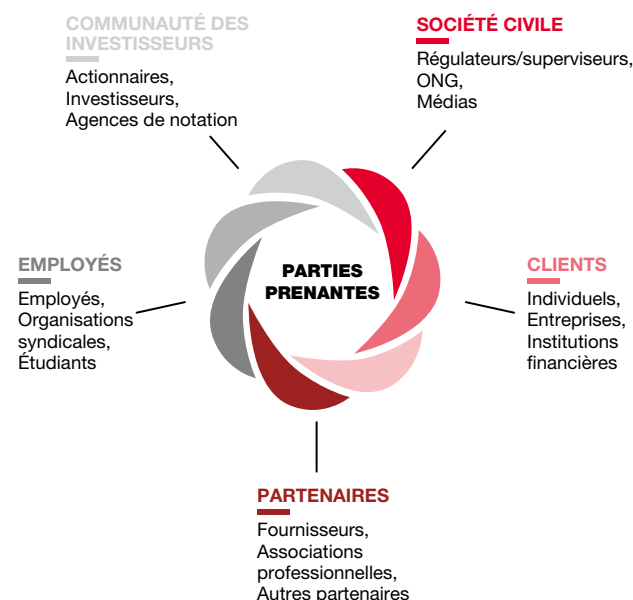 COMMUNAUTÉ DES
INVESTISSEURS
Actionnaires,
Investisseurs,
Agences de notation
SOCIÉTÉ CIVILE
Régulateurs/superviseurs,
ONG,
Médias
EMPLOYÉS
Employés,
Organisations
syndicales,
Étudiants
PARTIES
PRENANTES
CLIENTS
Individuels,
Entreprises,
Institutions
financières
PARTENAIRES
Fournisseurs,
Associations
professionnelles,
Autres partenaires